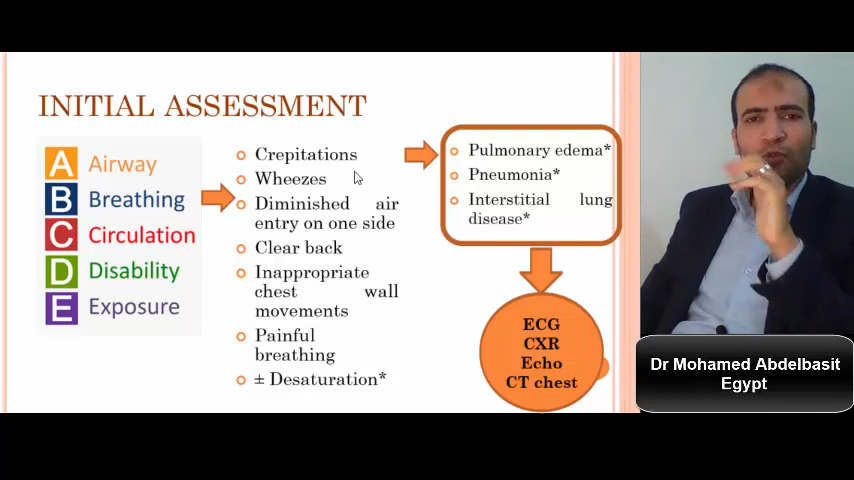 INITIAL ASSESSMENT
A Airway
B Breathing
C Circulation
D Disability
E Exposure
Crepitations
Wheezes
Diminished air
entry on one side
Clear back
Inappropriate
chest wall
movements
Painful
breathing
± Desaturation*
Pulmonary edema*
Pneumonia*
Interstitial lung
disease*
ECG
CXR
Echo
CT chest
Dr Mohamed Abdelbasit
Egypt